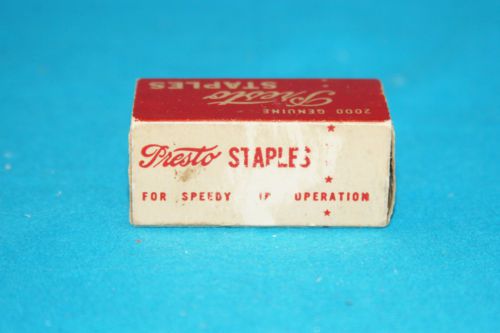 2000 GENUINE -
Presto
STAPLES
Presto STAPLES
FOR SPEEDY OPERATION